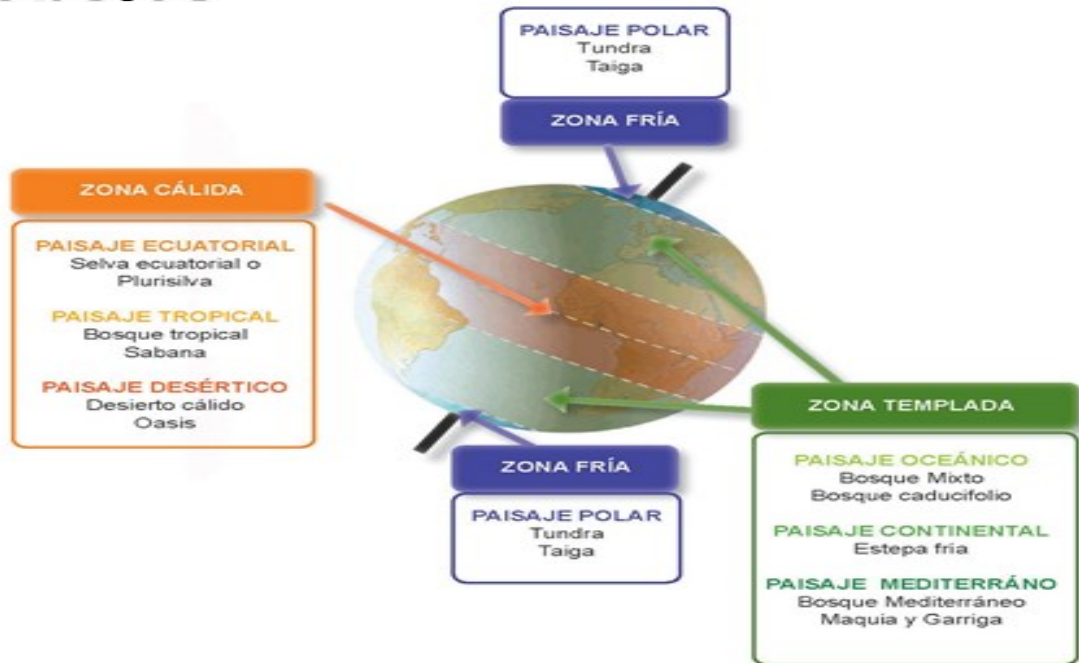 PAISAJE POLAR
Tundra
Taiga
ZONA FRÍA
ZONA CÁLIDA
PAISAJE ECUATORIAL
Selva ecuatorial o
Plurisilva
PAISAJE TROPICAL
Bosque tropical
Sabana
PAISAJE DESÉRTICO
Desierto cálido
Oasis
ZONA TEMPLADA
PAISAJE OCEÁNICO
Bosque Mixto
Bosque caducifolio
PAISAJE CONTINENTAL
Estepa fria
PAISAJE MEDITERRÁNO
Bosque Mediterráneo
Maquia y Garriga
ZONA FRÍA
PAISAJE POLAR
Tundra
Taiga